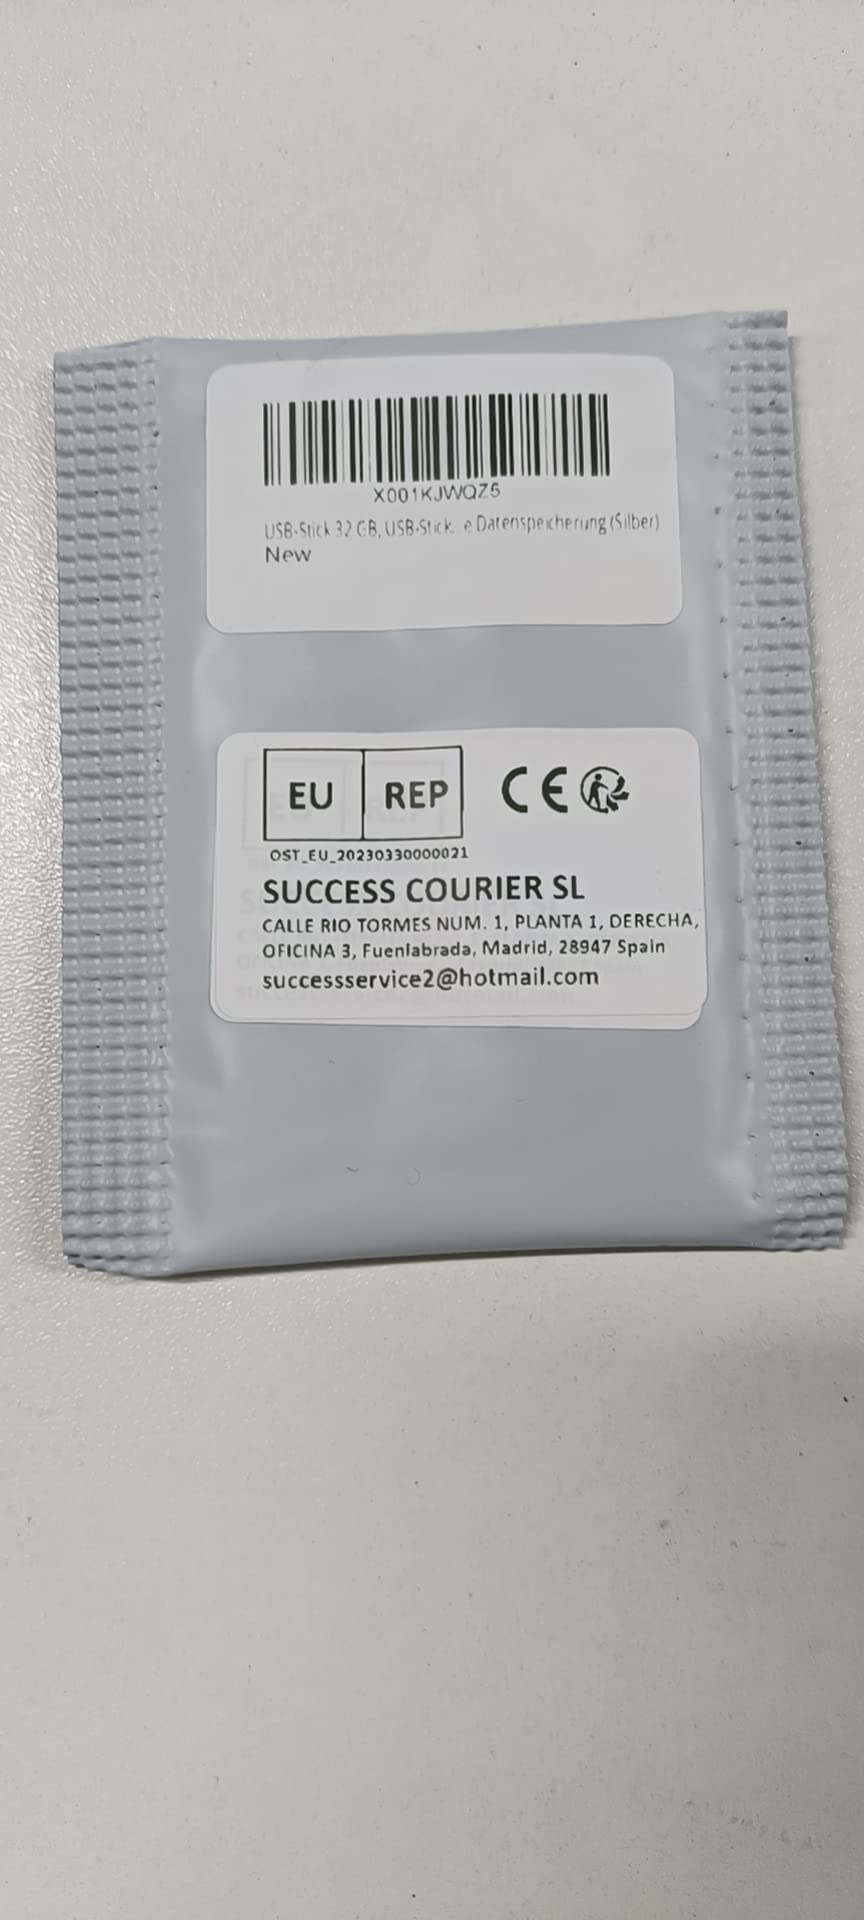 X001KJWQZ5
USB-Stick 32 GB, USB-Stick. e Datenspeicherung (Silber)
New
EU REP CE
OST_EU_20230330000021
SUCCESS COURIER SL
CALLE RIO TORMES NUM. 1, PLANTA 1, DERECHA,
OFICINA 3, Fuenlabrada, Madrid, 28947 Spain
successservice2@hotmail.com